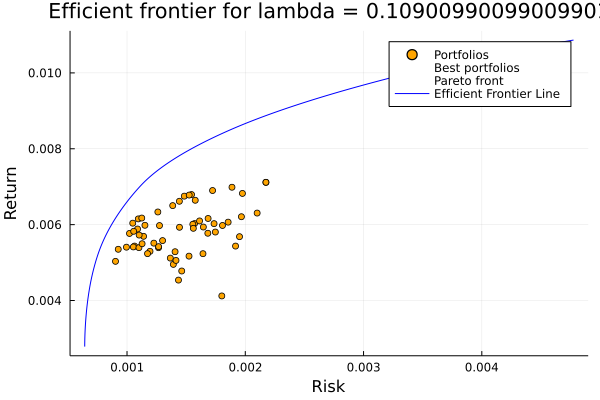 Efficient frontier for lambda = 0.109009900990099
Portfolios
Best portfolios
Pareto front
Efficient Frontier Line
0.010
0.008
0.006
0.004
Return
0.001
0.002
0.003
0.004
Risk